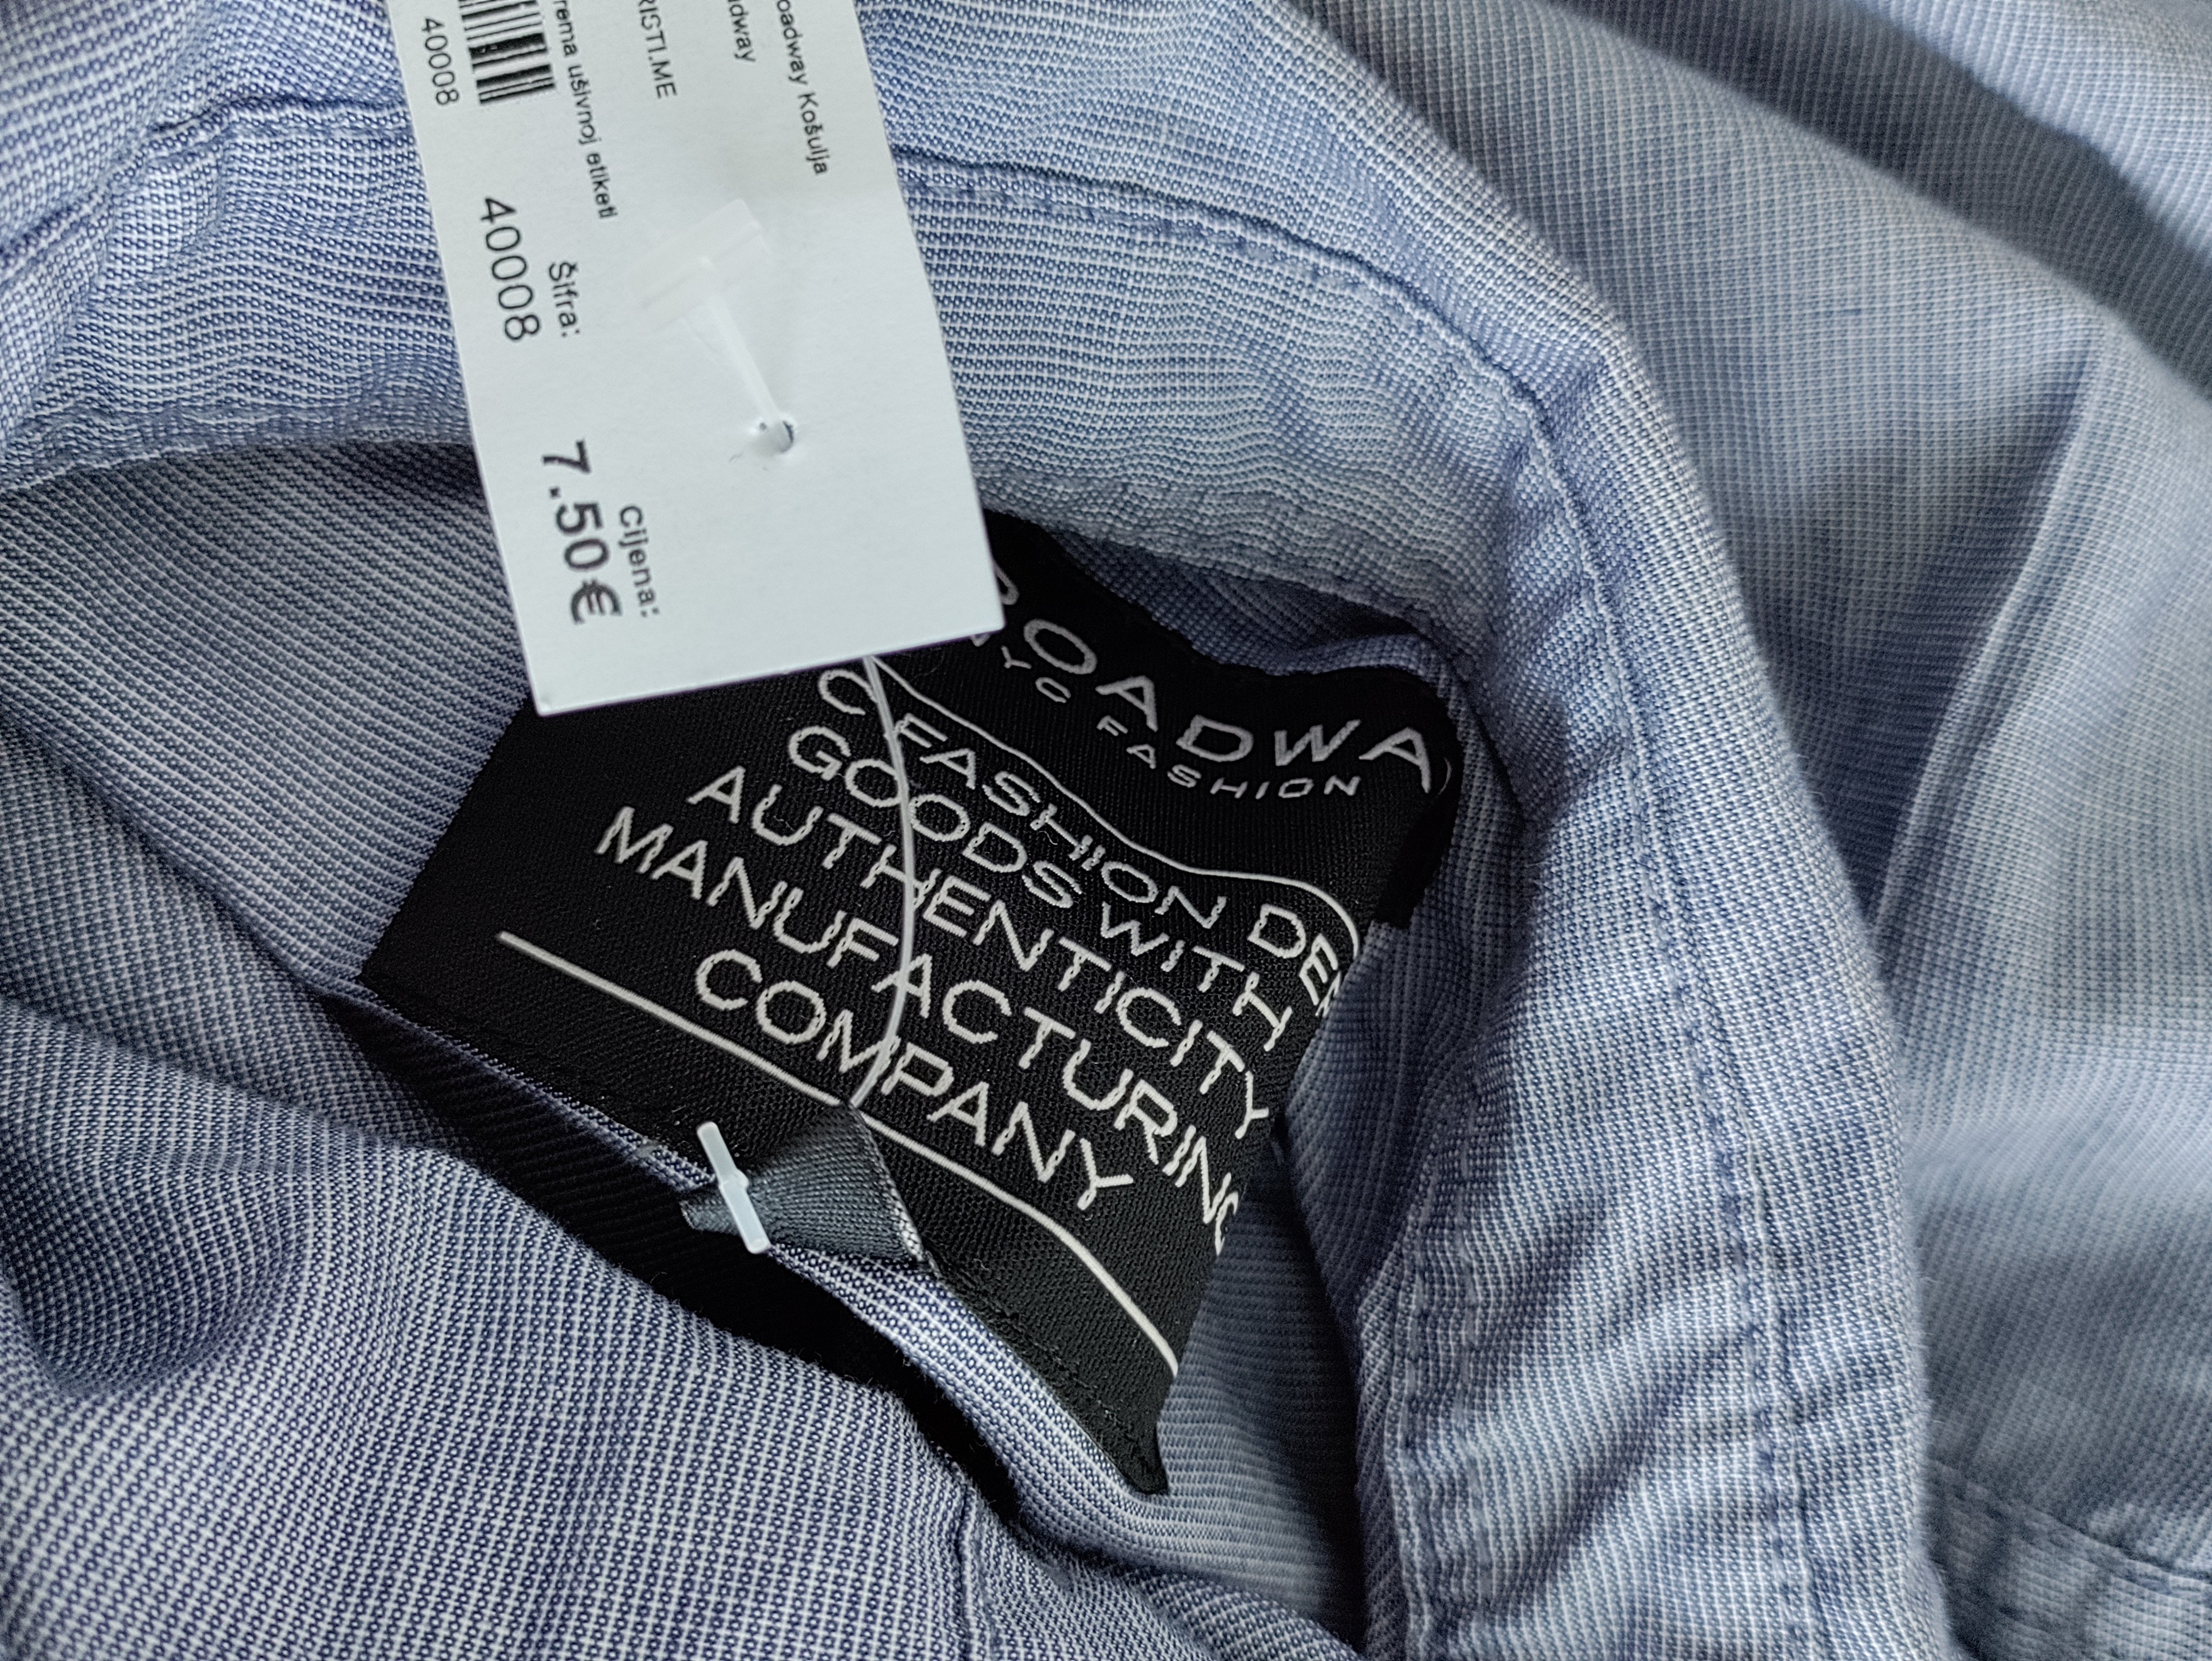 oadway Košulja
dway
RISTI.ME
rema ušivnoj etiketi
40008
Šifra:
40008
Cijena:
7.50€
OADWA
YC FASHION
FASHION DE
GOODS WITH
AUTHENTICITY
MANUFACTURING
COMPANY